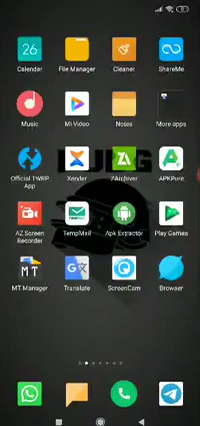 26
Calendar
File Manager
Cleaner
ShareMe
Music
Mi Video
Notes
More apps
Official TWRP
App
Xender
ZArchiver
APKPure
AZ Screen
Recorder
TempMail
Apk Extractor
Play Games
MT
MT Manager
Translate
ScreenCam
Browser